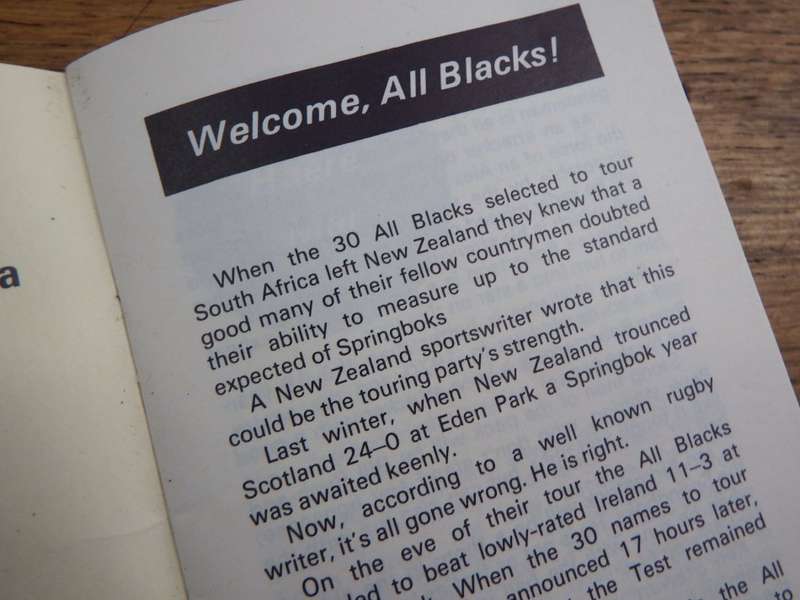 a
Welcome, All Blacks!
When the 30 All Blacks selected to tour
South Africa left New Zealand they knew that a
good many of their fellow countrymen doubted
their ability to measure up to the standard
expected of Springboks
A New Zealand sportswriter wrote that this
could be the touring party's strength.
Last winter, when New Zealand trounced
Scotland 24–0 at Eden Park a Springbok year
was awaited keenly.
Now, according to a well known rugby
writer, it's all gone wrong. He is right.
On the eve of their tour the All Blacks
to beat lowly-rated Ireland 11–3 at
When the 30 names to tour
announced 17 hours later,
the Test remained
the All
to